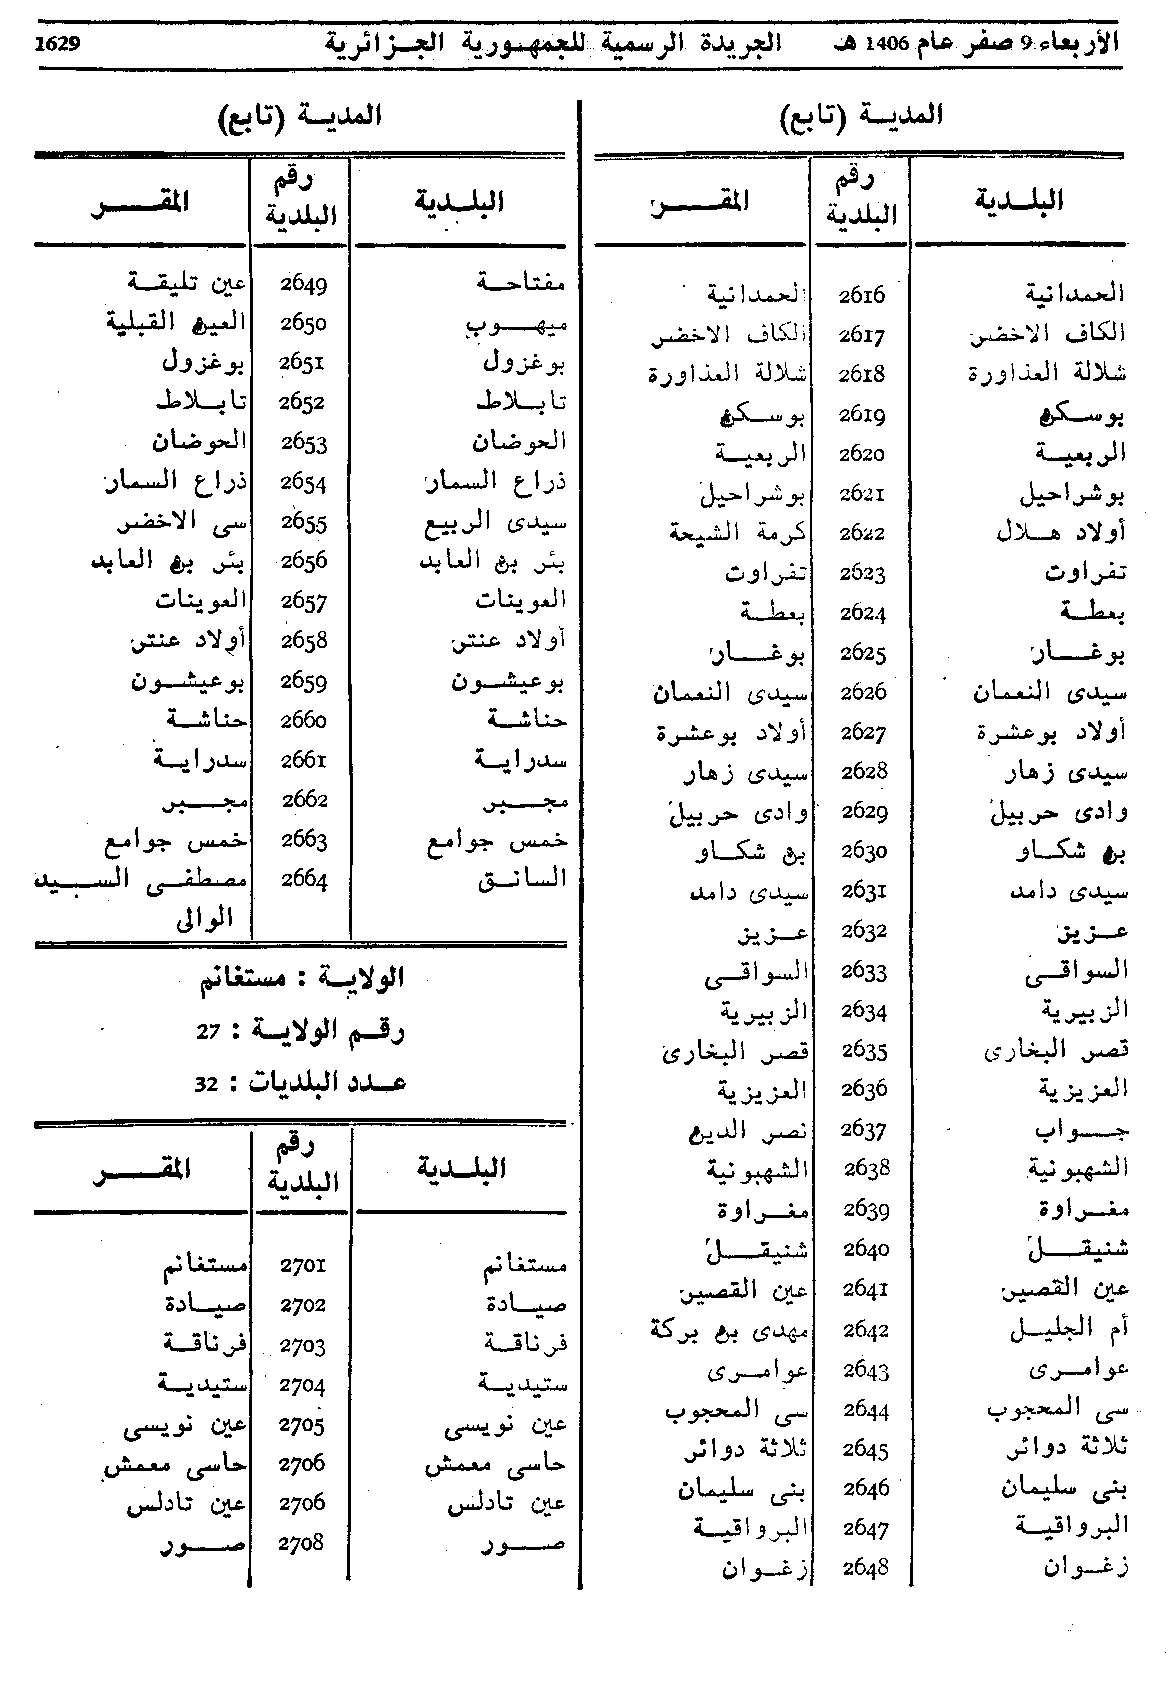 الأربعاء 9 صفر عام 1406 هـ الجريدة الرسمية للجمهورية الجزائرية 1629
المدية (تابع)
البلدية رقم البلدية المقر
الحمدانية 2616 الحمدانية
الكاف الاخضر 2617 الكاف الاخضر
شلالة العذاورة 2618 شلالة العذاورة
بوسكن 2619 بوسكن
الربعية 2620 الربعية
بوشراحيل 2621 بوشراحيل
أولاد هلال 2622 كرمة الشيحة
تفراوت 2623 تفراوت
بعطة 2624 بعطة
بوغار 2625 بوغار
سيدى النعمان 2626 سيدى النعمان
أولاد بوعشرة 2627 أولاد بوعشرة
سيدى زهار 2628 سيدى زهار
وادى حربيل 2629 وادى حربيل
بن شكاو 2630 بن شكاو
سيدى دامد 2631 سيدى دامد
عزيز 2632 عزيز
السواقى 2633 السواقى
الزبيرية 2634 الزبيرية
قصر البخارى 2635 قصر البخارى
العزيزية 2636 العزيزية
جواب 2637 نصر الدين
الشهبونية 2638 الشهبونية
مغراوة 2639 مغراوة
شنيقل 2640 شنيقل
عين القصير 2641 عين القصير
أم الجليل 2642 مهدى بن بركة
عوامرى 2643 عوامرى
سى المحجوب 2644 سى المحجوب
ثلاثة دوائر 2645 ثلاثة دوائر
بنى سليمان 2646 بنى سليمان
البرواقية 2647 البرواقية
زغوان 2648 زغوان
المدية (تابع)
البلدية رقم البلدية المقر
مفتاحة 2649 عين تليقة
ميهوب 2650 العين القبلية
بوغزول 2651 بوغزول
تابلاط 2652 تابلاط
الحوضان 2653 الحوضان
ذراع السمار 2654 ذراع السمار
سيدى الربيع 2655 سى الاخضر
بئر بن العابد 2656 بئر بن العابد
العوينات 2657 العوينات
أولاد عنتر 2658 أولاد عنتر
بوعيشون 2659 بوعيشون
حناشة 2660 حناشة
سدراية 2661 سدراية
مجبر 2662 مجبر
خمس جوامع 2663 خمس جوامع
السانق 2664 مصطفى السبيد
الوالى
الولاية : مستغانم
رقم الولاية : 27
عدد البلديات : 32
البلدية رقم البلدية المقر
مستغانم 2701 مستغانم
صيادة 2702 صيادة
فرناقة 2703 فرناقة
ستيدية 2704 ستيدية
عين نويسى 2705 عين نويسى
حاسى معمش 2706 حاسى معمش
عين تادلس 2706 عين تادلس
صور 2708 صور